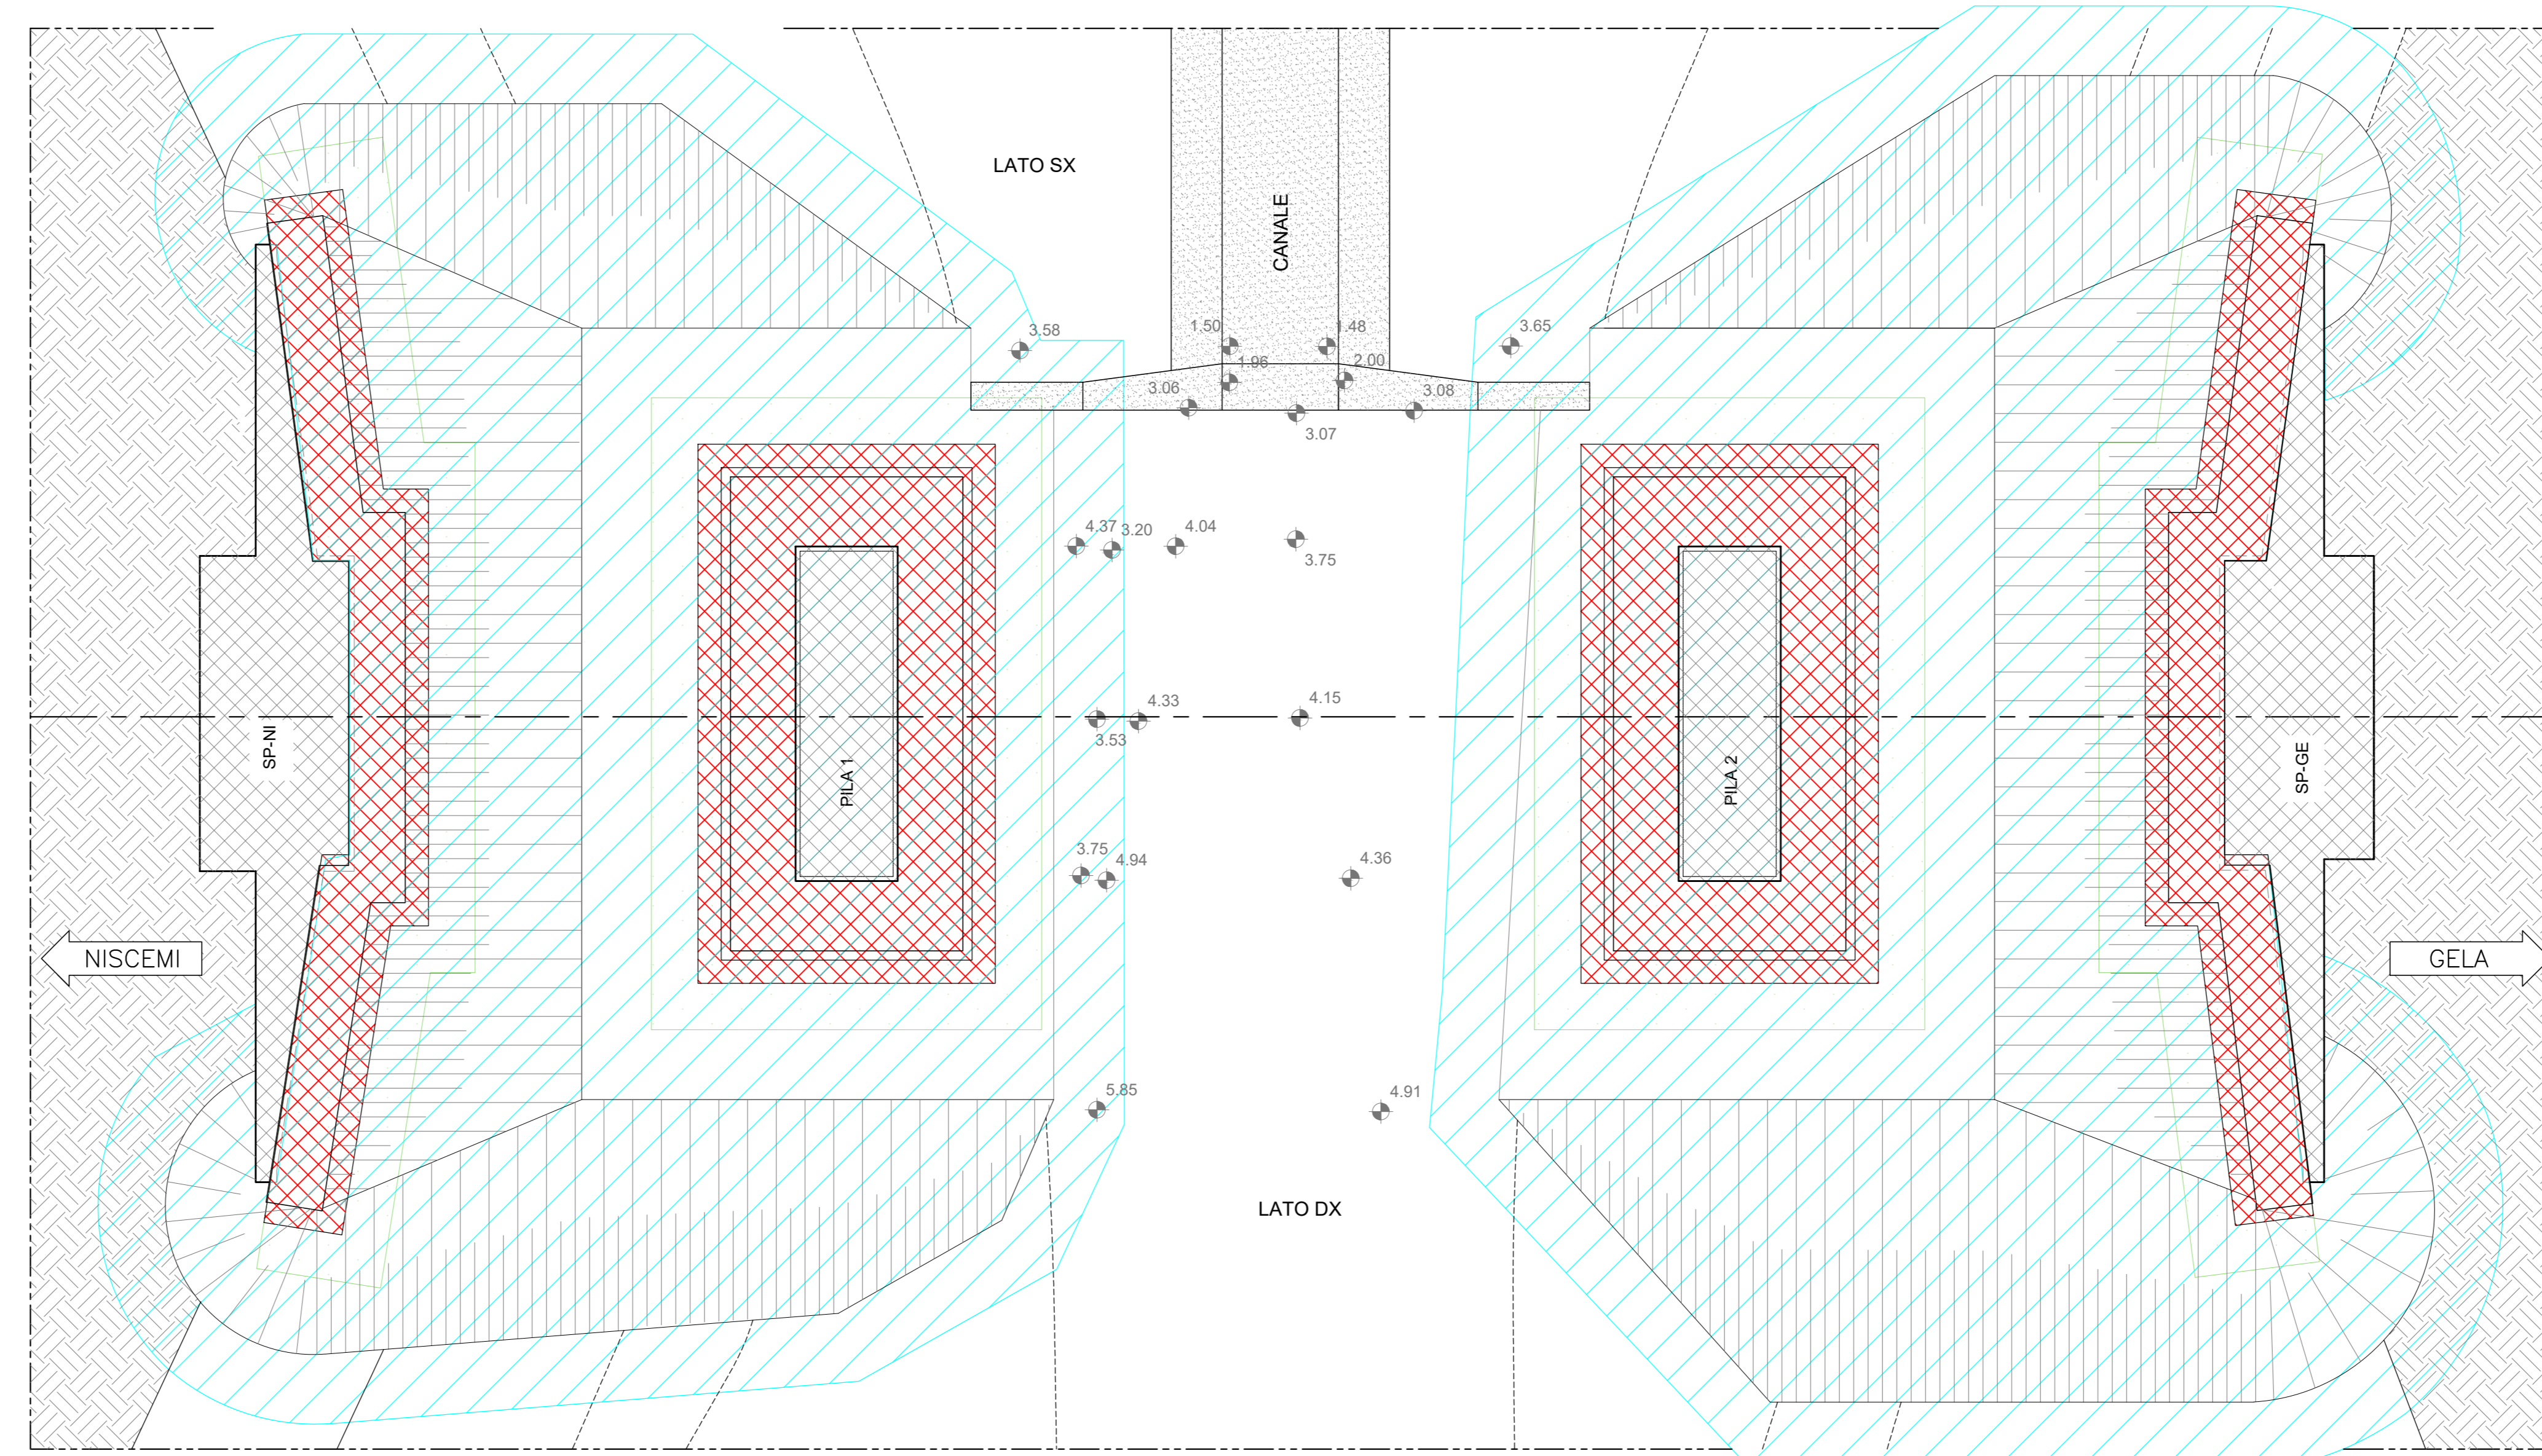 LATO SX
CANALE
3.58
1.50
1.48
3.65
1.96
2.00
3.06
3.08
3.07
4.37
3.20
4.04
3.75
4.33
4.15
3.53
SP-NI
PILA 1
PILA 2
SP-GE
3.75
4.94
4.36
NISCEMI
GELA
5.85
4.91
LATO DX